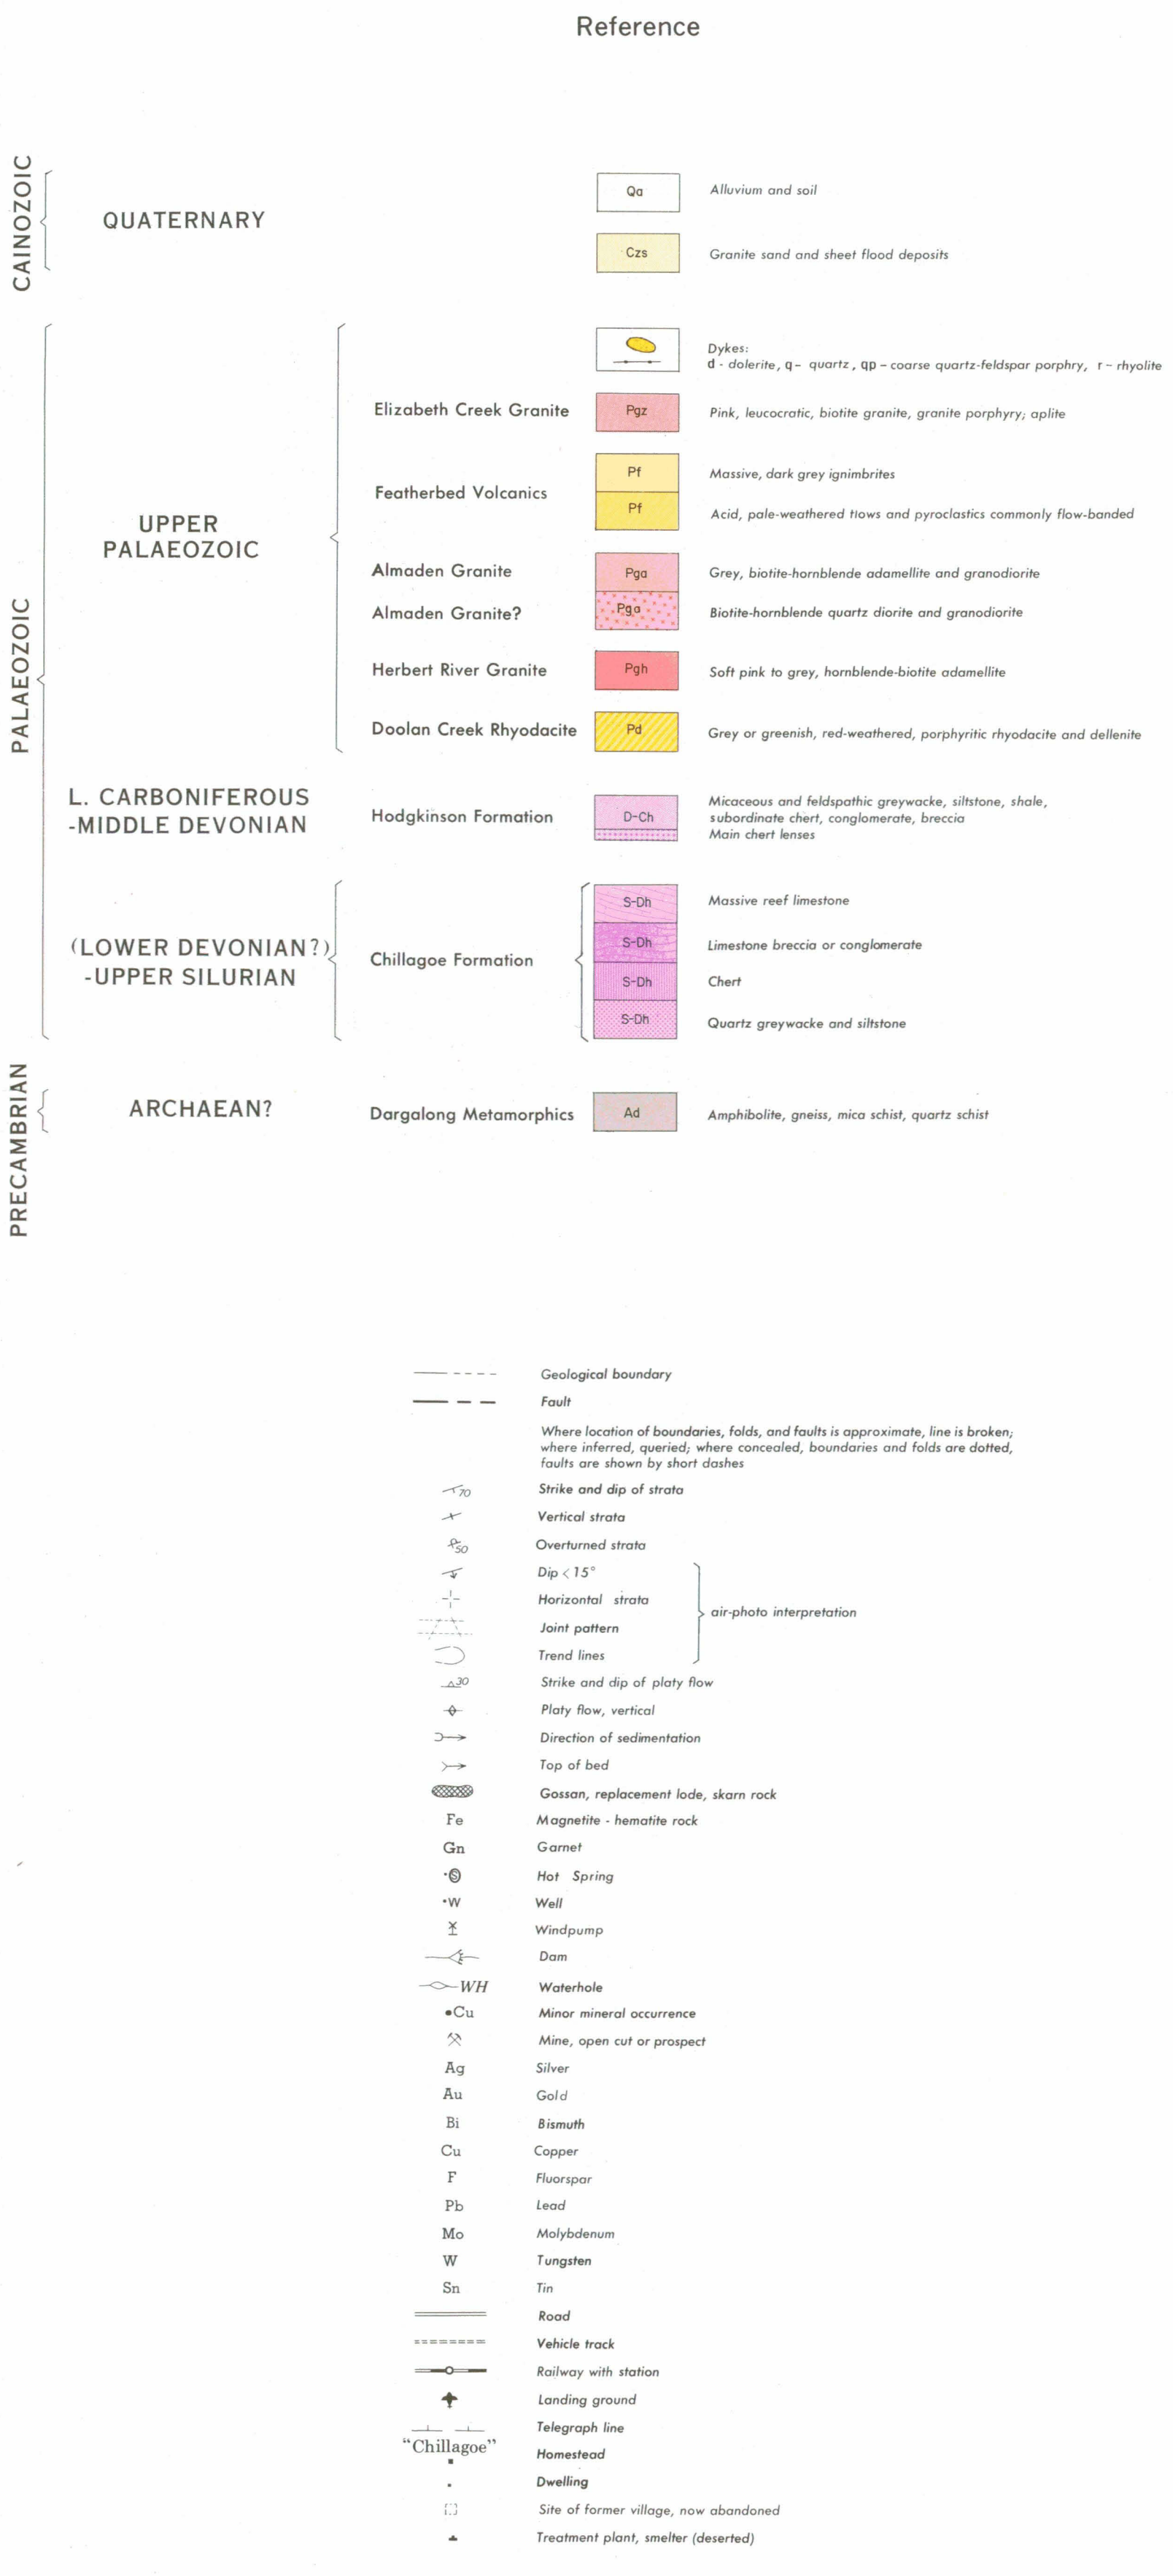 Reference
CAINOZOIC
QUATERNARY
Qa
Alluvium and soil
Czs
Granite sand and sheet flood deposits
PALAEOZOIC
UPPER
PALAEOZOIC
Dykes:
d - dolerite, q - quartz, qp - coarse quartz-feldspar porphry, r - rhyolite
Elizabeth Creek Granite
Pgz
Pink, leucocratic, biotite granite, granite porphyry; aplite
Featherbed Volcanics
Pf
Massive, dark grey ignimbrites
Pf
Acid, pale-weathered flows and pyroclastics commonly flow-banded
Almaden Granite
Pga
Grey, biotite-hornblende adamellite and granodiorite
Almaden Granite?
Pga
Biotite-hornblende quartz diorite and granodiorite
Herbert River Granite
Pgh
Soft pink to grey, hornblende-biotite adamellite
Doolan Creek Rhyodacite
Pd
Grey or greenish, red-weathered, porphyritic rhyodacite and dellenite
L. CARBONIFEROUS
-MIDDLE DEVONIAN
Hodgkinson Formation
D-Ch
Micaceous and feldspathic greywacke, siltstone, shale,
subordinate chert, conglomerate, breccia
Main chert lenses
(LOWER DEVONIAN?)
-UPPER SILURIAN
Chillagoe Formation
S-Dh
Massive reef limestone
S-Dh
Limestone breccia or conglomerate
S-Dh
Chert
S-Dh
Quartz greywacke and siltstone
PRECAMBRIAN
ARCHAEAN?
Dargalong Metamorphics
Ad
Amphibolite, gneiss, mica schist, quartz schist
Geological boundary
Fault
Where location of boundaries, folds, and faults is approximate, line is broken;
where inferred, queried; where concealed, boundaries and folds are dotted,
faults are shown by short dashes
70 Strike and dip of strata
Vertical strata
50 Overturned strata
Dip < 15°
Horizontal strata
air-photo interpretation
Joint pattern
Trend lines
30 Strike and dip of platy flow
Platy flow, vertical
Direction of sedimentation
Top of bed
Gossan, replacement lode, skarn rock
Fe Magnetite - hematite rock
Gn Garnet
S Hot Spring
W Well
Windpump
Dam
WH Waterhole
Cu Minor mineral occurrence
Mine, open cut or prospect
Ag Silver
Au Gold
Bi Bismuth
Cu Copper
F Fluorspar
Pb Lead
Mo Molybdenum
W Tungsten
Sn Tin
Road
Vehicle track
Railway with station
Landing ground
Telegraph line
"Chillagoe" Homestead
Dwelling
Site of former village, now abandoned
Treatment plant, smelter (deserted)